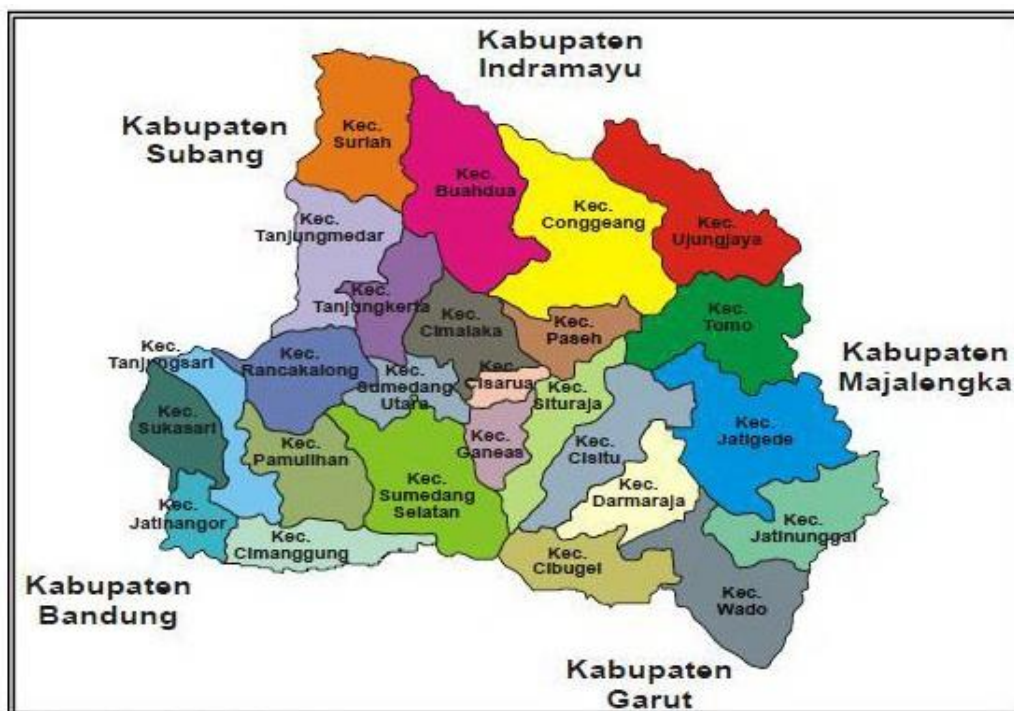 Kabupaten
Indramayu
Kabupaten
Subang
Kec.
Suriah
Kec.
Buahdua
Kec.
Conggeang
Kec.
Ujungjaya
Kec.
Tanjungmedar
Kec.
Tanjungkerta
Kec.
Cimalaka
Kec.
Paseh
Kec.
Tomo
Kabupaten
Majalengka
Kec.
Tanjungsari
Kec.
Rancakalong
Kec.
Sumedang
Utara
Kec.
Cisarua
Kec.
Situraja
Kec.
Sukasari
Kec.
Pamulihan
Kec.
Ganeas
Kec.
Cisitu
Kec.
Jatigede
Kec.
Sumedang
Selatan
Kec.
Darmaraja
Kec.
Jatinangor
Kec.
Cimanggung
Kec.
Jatinunggal
Kec.
Cibugel
Kec.
Wado
Kabupaten
Bandung
Kabupaten
Garut